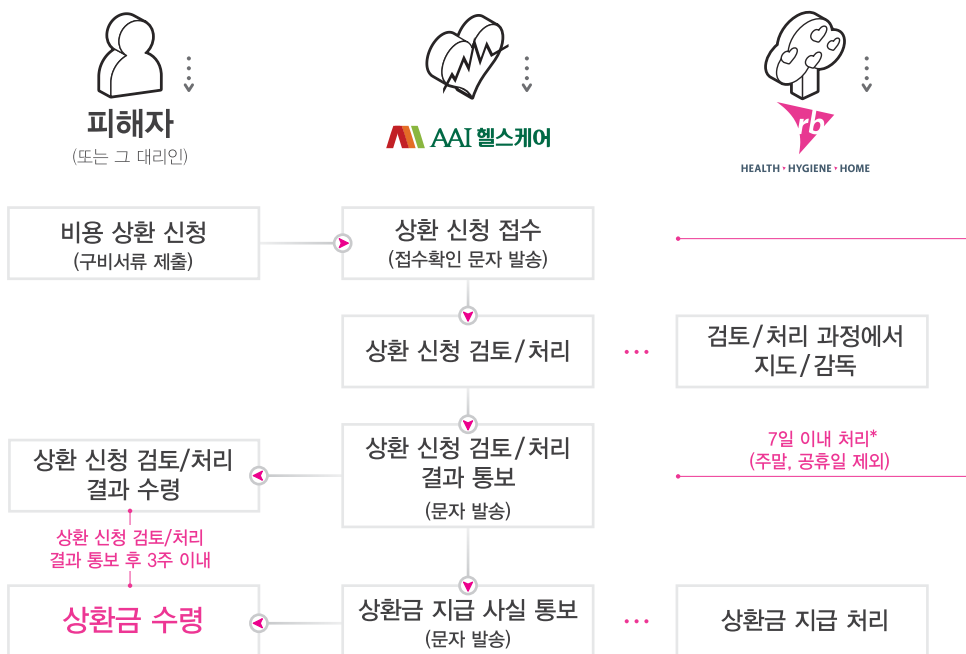 피해자
(또는 그 대리인)
AAI 헬스케어
rb
HEALTH • HYGIENE • HOME
비용 상환 신청
(구비서류 제출)
상환 신청 접수
(접수확인 문자 발송)
상환 신청 검토/처리
...
검토/처리 과정에서
지도/감독
상환 신청 검토/처리
결과 수령
상환 신청 검토/처리
결과 통보
(문자 발송)
7일 이내 처리*
(주말, 공휴일 제외)
상환 신청 검토/처리
결과 통보 후 3주 이내
상환금 수령
상환금 지급 사실 통보
(문자 발송)
...
상환금 지급 처리